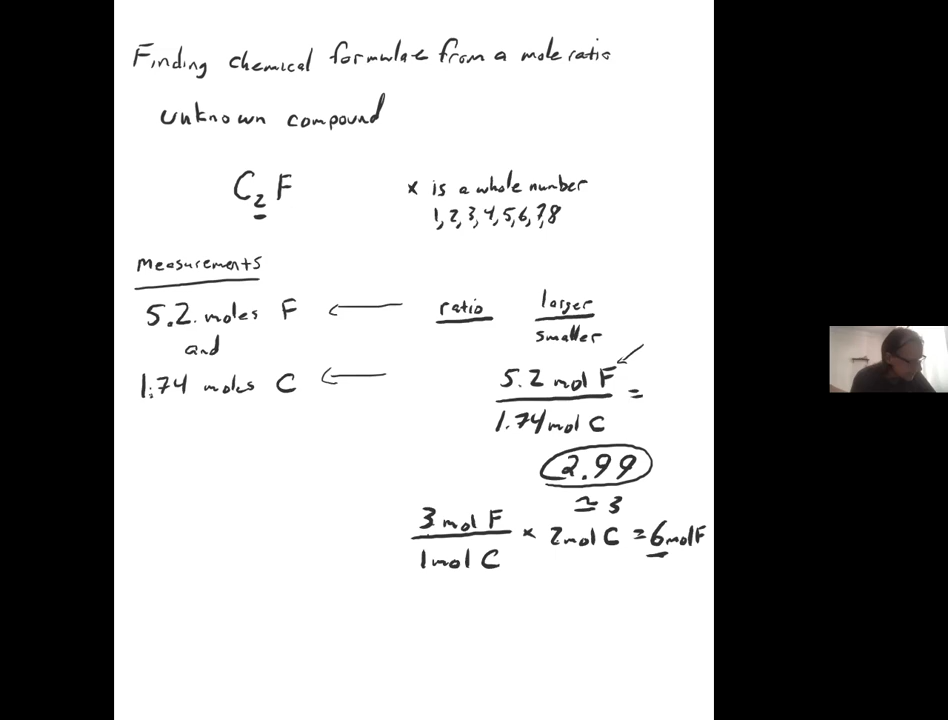 Finding chemical formulae from a mole ratio
unknown compound
C₂F
x is a whole number
1, 2, 3, 4, 5, 6, 7, 8
Measurements
5.2 moles F
and
1.74 moles C
ratio
larger
smaller
5.2 mol F =
1.74 mol C
2.99
≃ 3
3 mol F × 2 mol C = 6 mol F
1 mol C